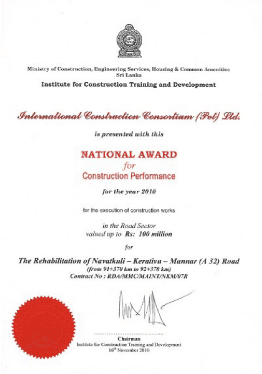 Ministry of Construction, Engineering Services, Housing & Common Amenities
Sri Lanka
Institute for Construction Training and Development
International Construction Consortium (Pvt) Ltd.
is presented with this
NATIONAL AWARD
for
Construction Performance
for the year 2010
for the execution of construction works
in the Road Sector
valued up to Rs: 100 million
for
The Rehabilitation of Navatkuli – Kerativu – Mannar (A 32) Road
(from 91+370 km to 92+378 km)
Contract No : RDA/MMC/MAINT/NKM/07R
Chairman
Institute for Construction Training and Development
10th November 2010